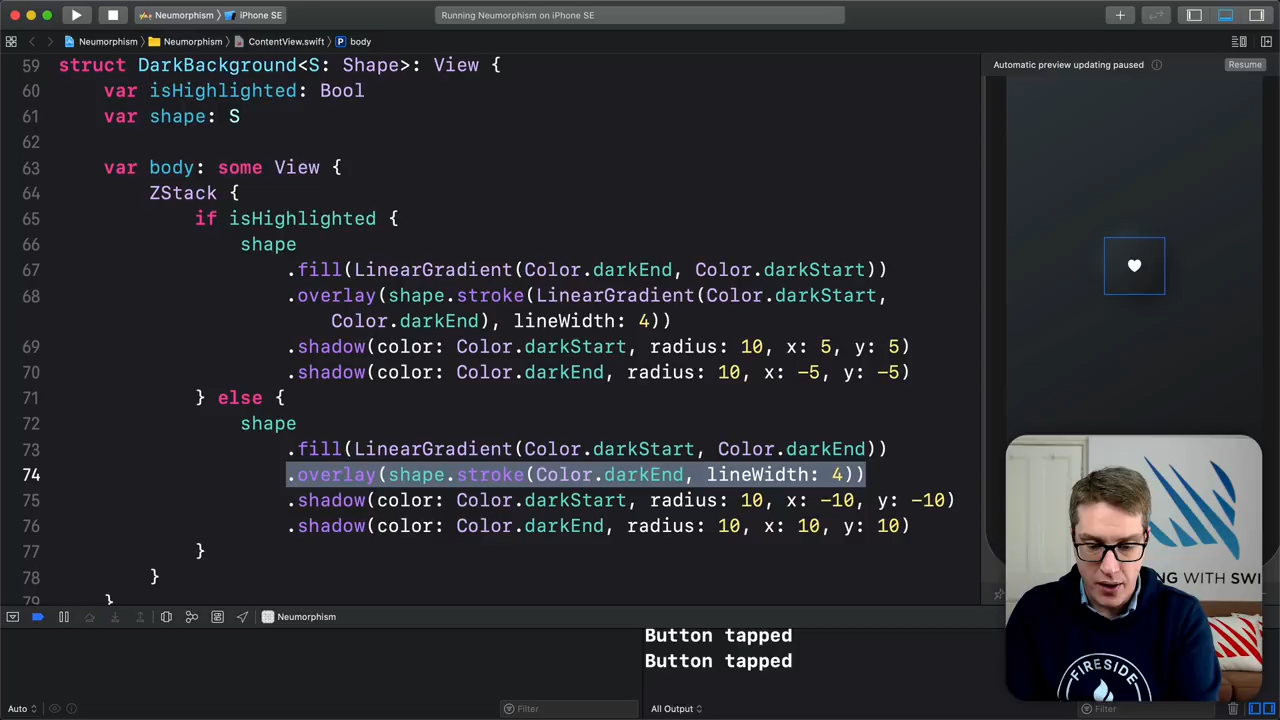 Neumorphism > iPhone SE
Running Neumorphism on iPhone SE
Neumorphism > Neumorphism > ContentView.swift > P body
59 struct DarkBackground<S: Shape>: View {
60 var isHighlighted: Bool
61 var shape: S
62
63 var body: some View {
64 ZStack {
65 if isHighlighted {
66 shape
67 .fill(LinearGradient(Color.darkEnd, Color.darkStart))
68 .overlay(shape.stroke(LinearGradient(Color.darkStart,
Color.darkEnd), lineWidth: 4))
69 .shadow(color: Color.darkStart, radius: 10, x: 5, y: 5)
70 .shadow(color: Color.darkEnd, radius: 10, x: -5, y: -5)
71 } else {
72 shape
73 .fill(LinearGradient(Color.darkStart, Color.darkEnd))
74 .overlay(shape.stroke(Color.darkEnd, lineWidth: 4))
75 .shadow(color: Color.darkStart, radius: 10, x: -10, y: -10)
76 .shadow(color: Color.darkEnd, radius: 10, x: 10, y: 10)
77 }
78 }
79 }
Automatic preview updating paused
Resume
NG WITH SWI
FIRESIDE
Neumorphism
Button tapped
Button tapped
Auto
Filter
All Output
Filter